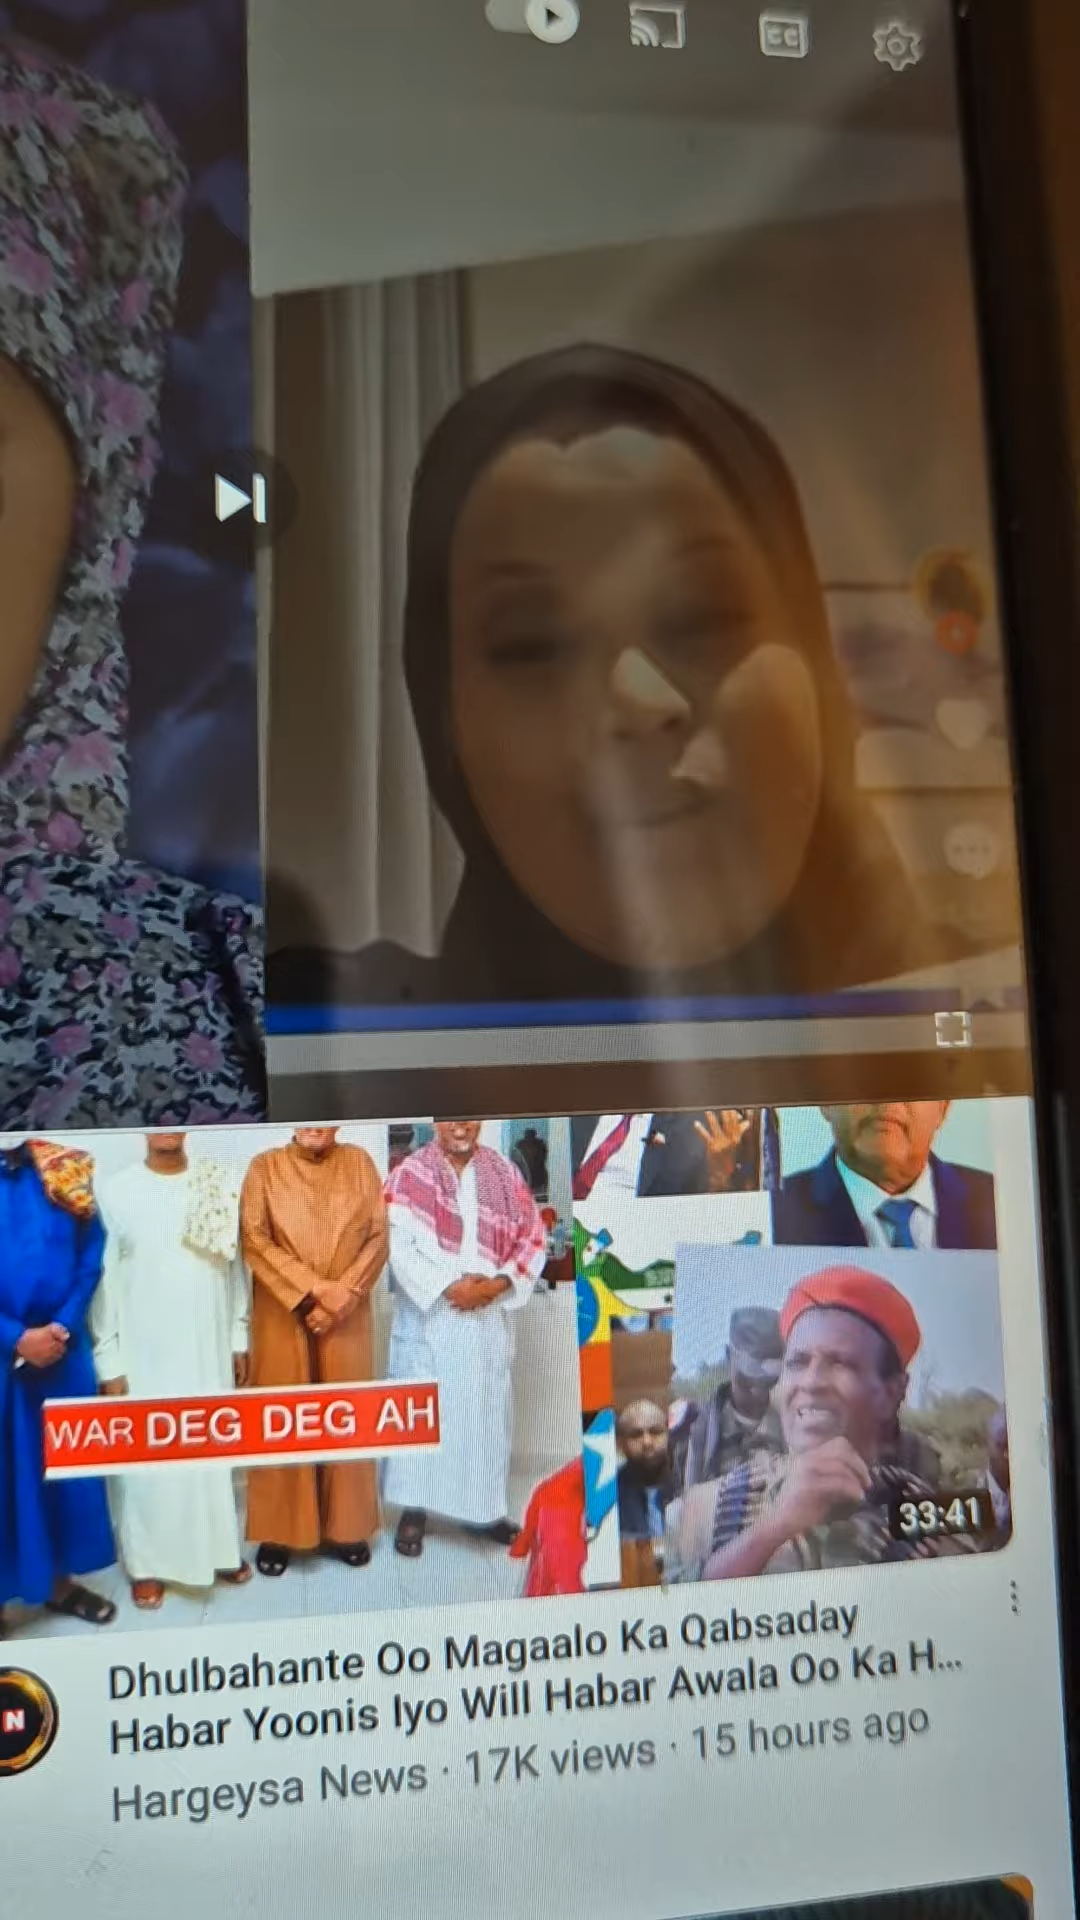 CC
WAR DEG DEG AH
33:41
N
Dhulbahante Oo Magaalo Ka Qabsaday
Habar Yoonis Iyo Will Habar Awala Oo Ka H...
Hargeysa News · 17K views · 15 hours ago